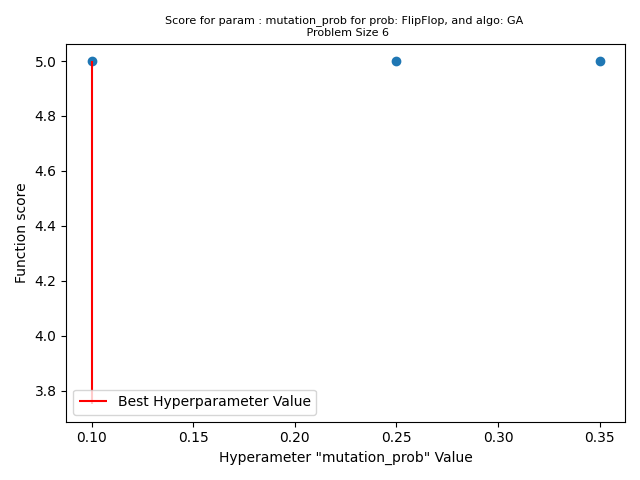 Score for param : mutation_prob for prob: FlipFlop, and algo: GA
Problem Size 6
5.0
4.8
4.6
4.4
4.2
4.0
3.8
Function score
Best Hyperparameter Value
0.10 0.15 0.20 0.25 0.30 0.35
Hyperameter "mutation_prob" Value